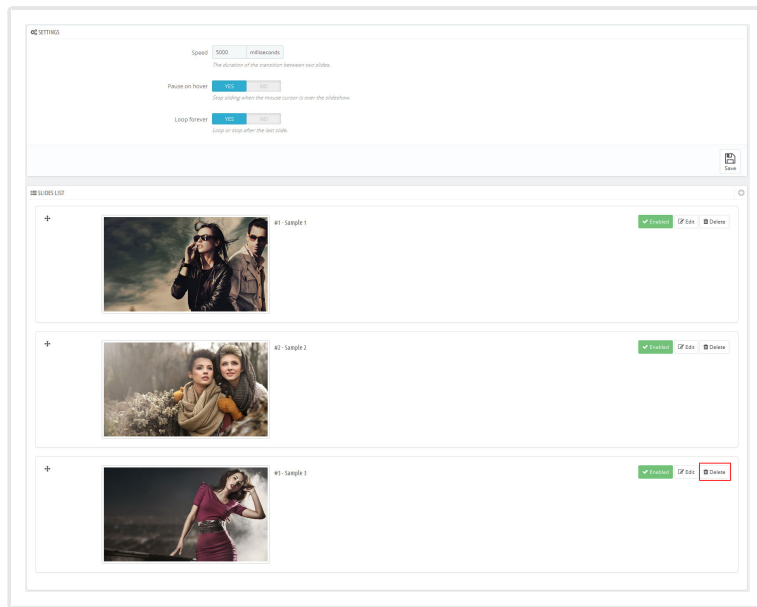 SETTINGS
Speed 5000 milliseconds
The duration of the transition between two slides.
Pause on hover YES NO
Stop sliding when the mouse cursor is over the slideshow.
Loop forever YES NO
Loop or stop after the last slide.
Save
SLIDES LIST
#1 - Sample 1 Enabled Edit Delete
#2 - Sample 2 Enabled Edit Delete
#3 - Sample 3 Enabled Edit Delete